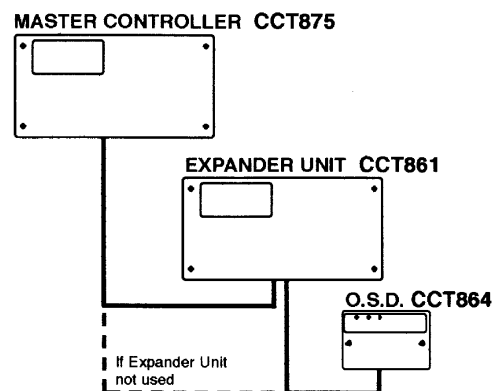 MASTER CONTROLLER CCT875
EXPANDER UNIT CCT861
O.S.D. CCT864
If Expander Unit
not used